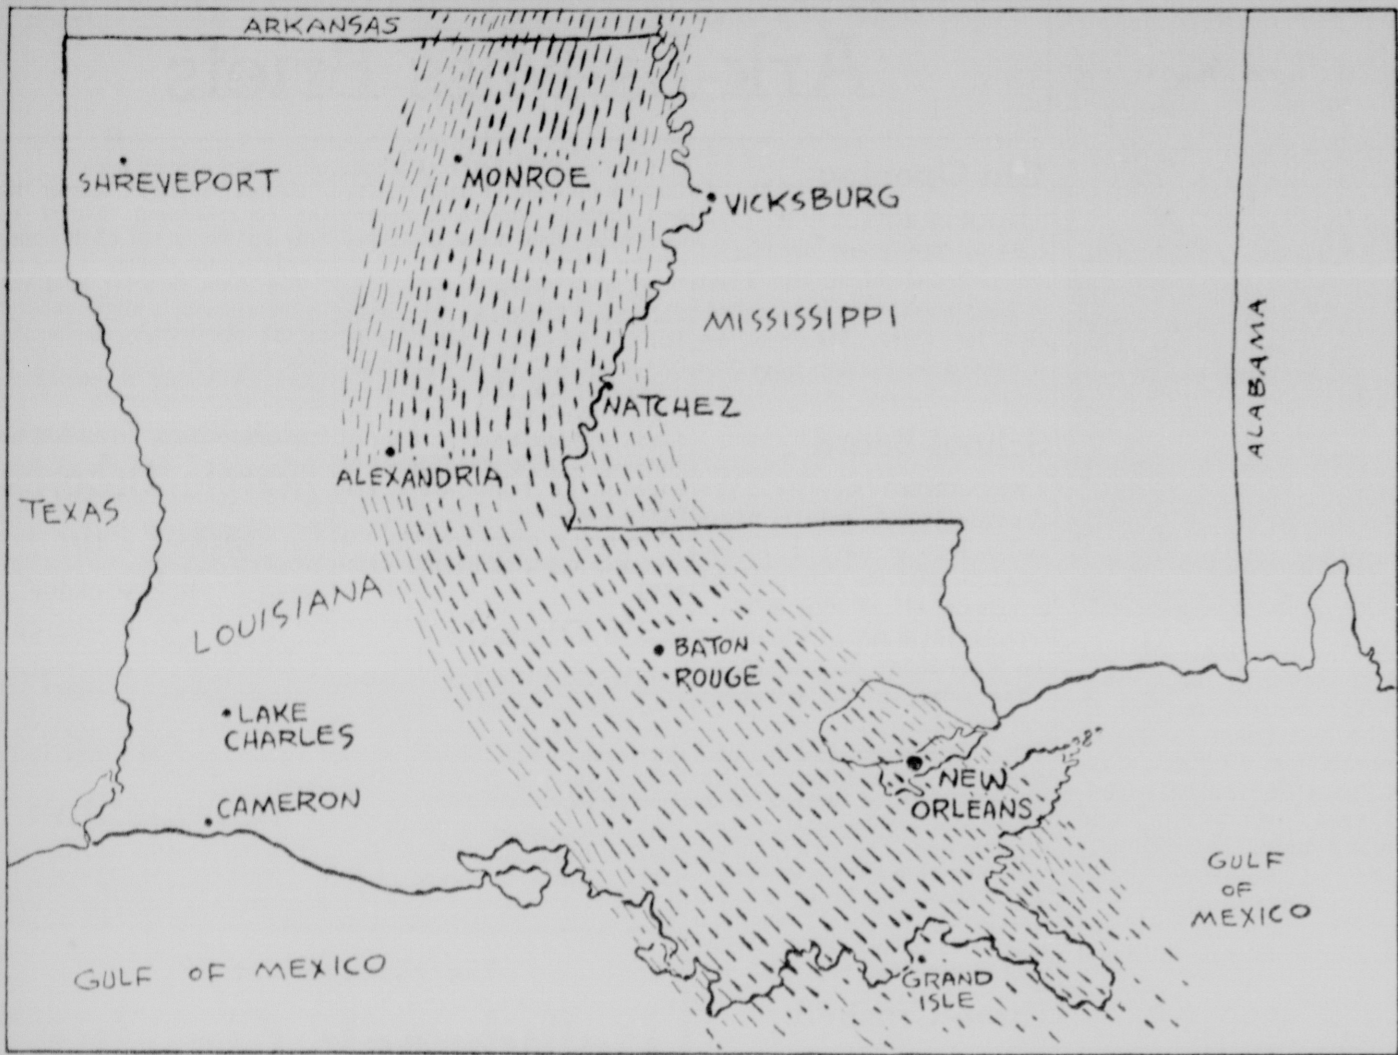 ARKANSAS
SHREVEPORT
MONROE
VICKSBURG
MISSISSIPPI
ALABAMA
NATCHEZ
ALEXANDRIA
TEXAS
LOUISIANA
BATON
ROUGE
LAKE
CHARLES
CAMERON
NEW
ORLEANS
GULF
OF
MEXICO
GULF OF MEXICO
GRAND
ISLE